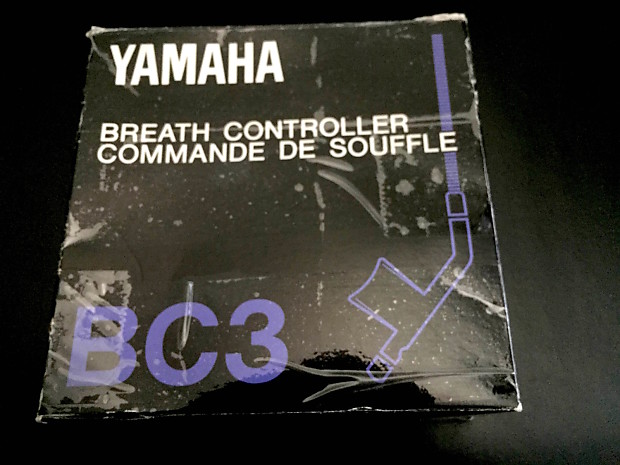 YAMAHA
BREATH CONTROLLER
COMMANDE DE SOUFFLE
BC3